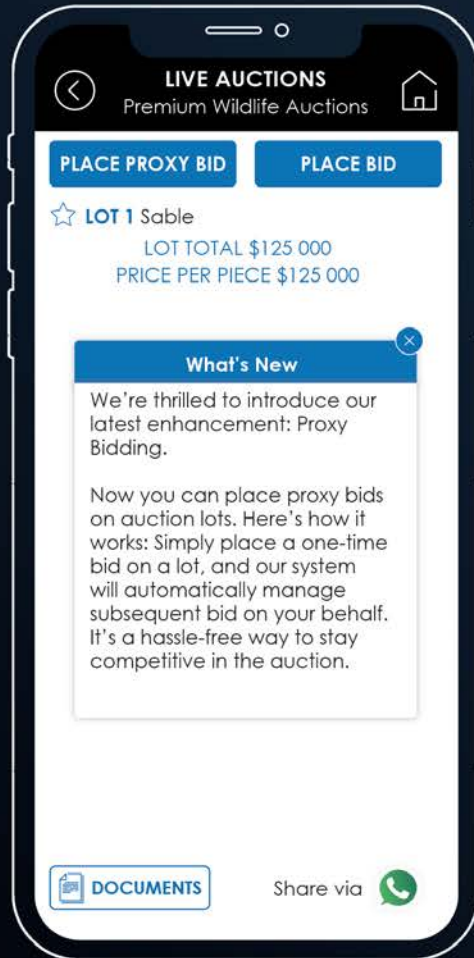 LIVE AUCTIONS
Premium Wildlife Auctions
PLACE PROXY BID
PLACE BID
LOT 1 Sable
LOT TOTAL $125 000
PRICE PER PIECE $125 000
What's New
We're thrilled to introduce our
latest enhancement: Proxy
Bidding.
Now you can place proxy bids
on auction lots. Here's how it
works: Simply place a one-time
bid on a lot, and our system
will automatically manage
subsequent bid on your behalf.
It's a hassle-free way to stay
competitive in the auction.
DOCUMENTS
Share via